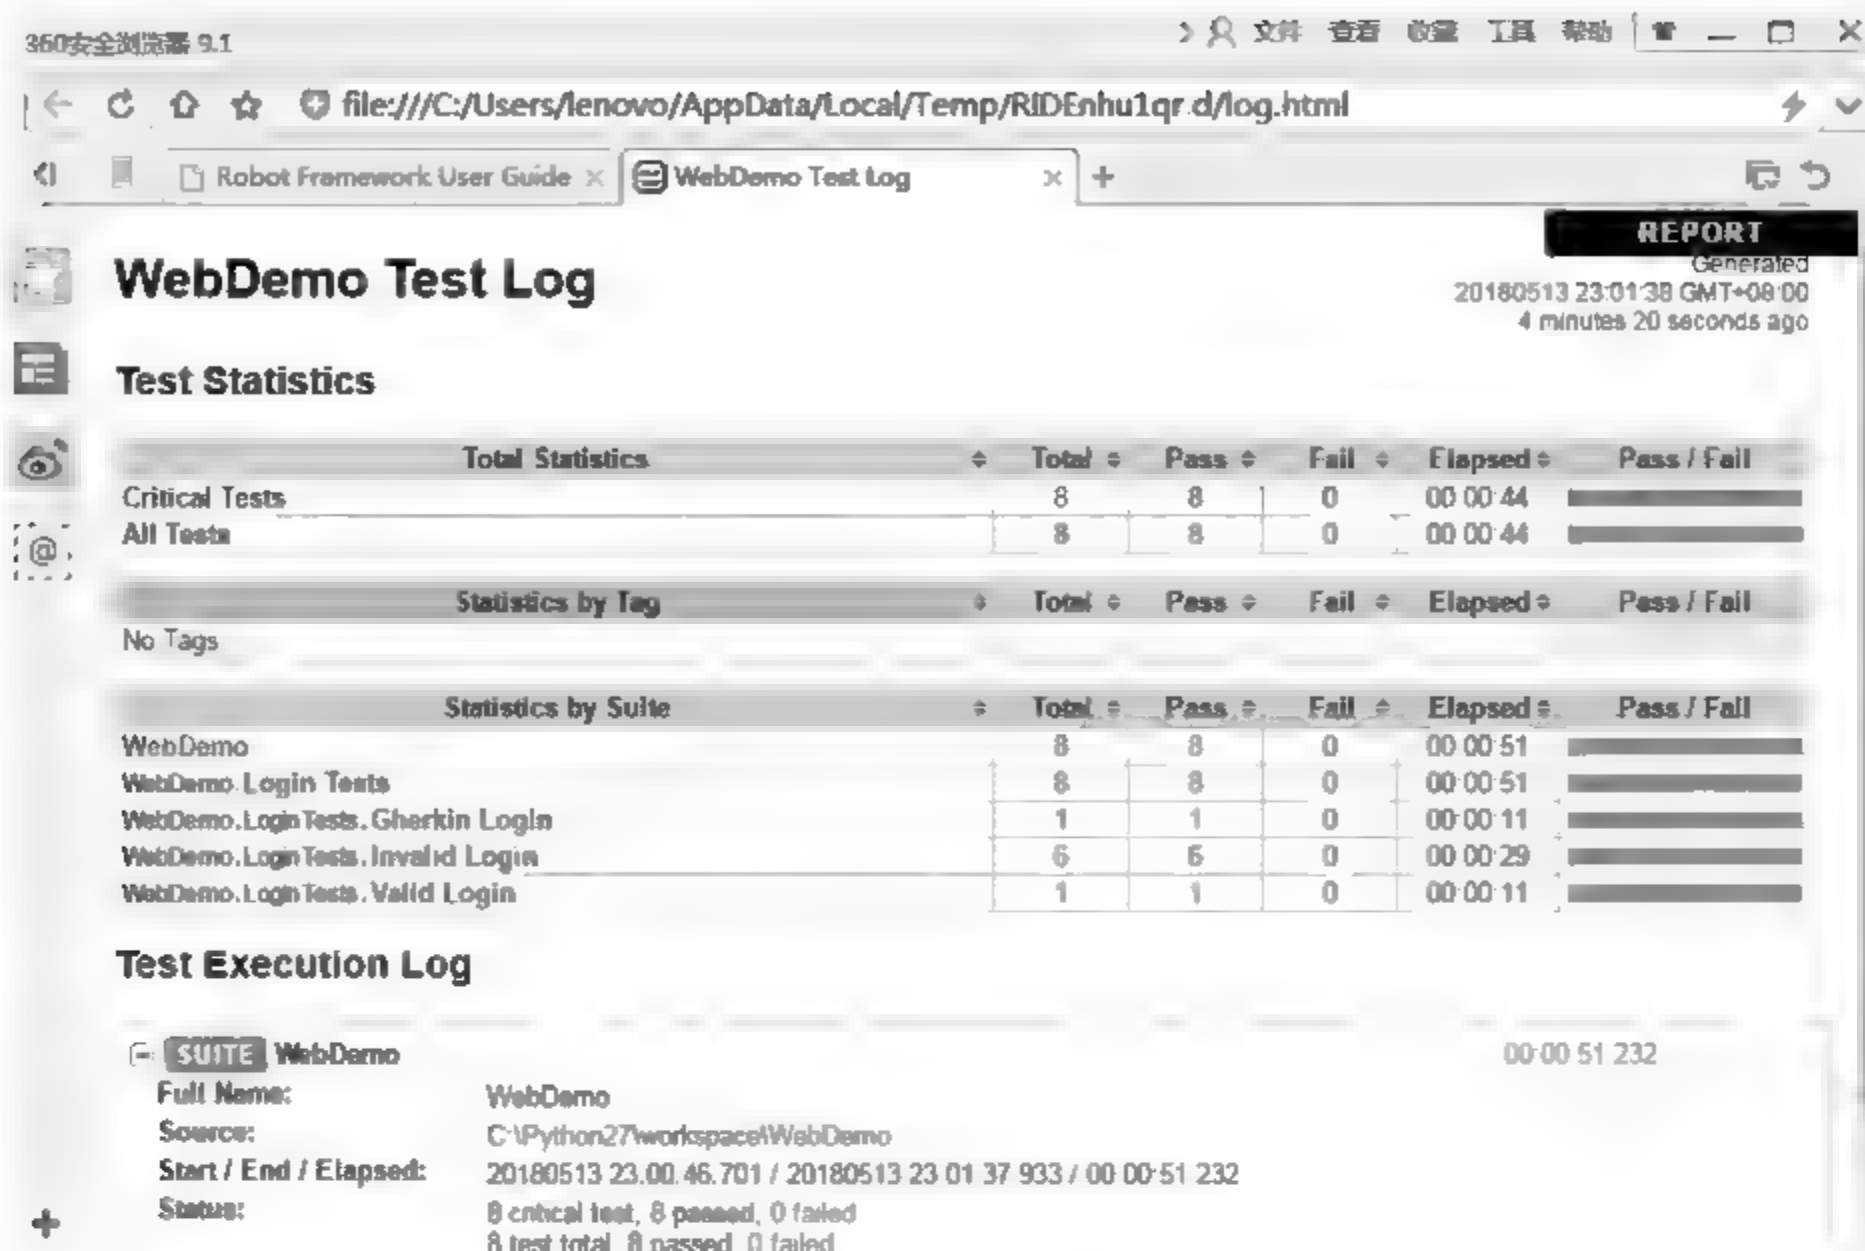 360安全浏览器 9.1 文件 查看 收藏 工具 帮助
file:///C:/Users/lenovo/AppData/Local/Temp/RIDEnhu1qr.d/log.html
Robot Framework User Guide WebDemo Test Log
REPORT
WebDemo Test Log
Generated
20180513 23:01:38 GMT+08:00
4 minutes 20 seconds ago
Test Statistics
Total Statistics Total Pass Fail Elapsed Pass / Fail
Critical Tests 8 8 0 00:00:44
All Tests 8 8 0 00:00:44
Statistics by Tag Total Pass Fail Elapsed Pass / Fail
No Tags
Statistics by Suite Total Pass Fail Elapsed Pass / Fail
WebDemo 8 8 0 00:00:51
WebDemo.Login Tests 8 8 0 00:00:51
WebDemo.Login Tests.Gherkin Login 1 1 0 00:00:11
WebDemo.Login Tests.Invalid Login 6 6 0 00:00:29
WebDemo.Login Tests.Valid Login 1 1 0 00:00:11
Test Execution Log
SUITE WebDemo 00:00:51.232
Full Name: WebDemo
Source: C:\Python27\workspace\WebDemo
Start / End / Elapsed: 20180513 23:00:46.701 / 20180513 23:01:37.933 / 00:00:51.232
Status: 8 critical test, 8 passed, 0 failed
8 test total, 8 passed, 0 failed